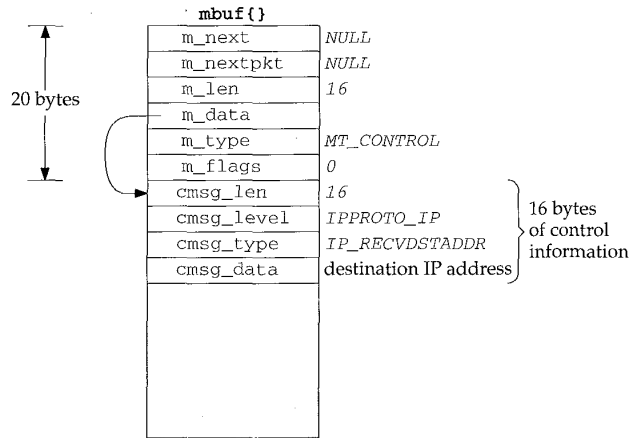 mbuf{}
m_next NULL
m_nextpkt NULL
m_len 16
20 bytes
m_data
m_type MT_CONTROL
m_flags 0
cmsg_len 16
cmsg_level IPPROTO_IP
cmsg_type IP_RECVDSTADDR
cmsg_data destination IP address
16 bytes
of control
information